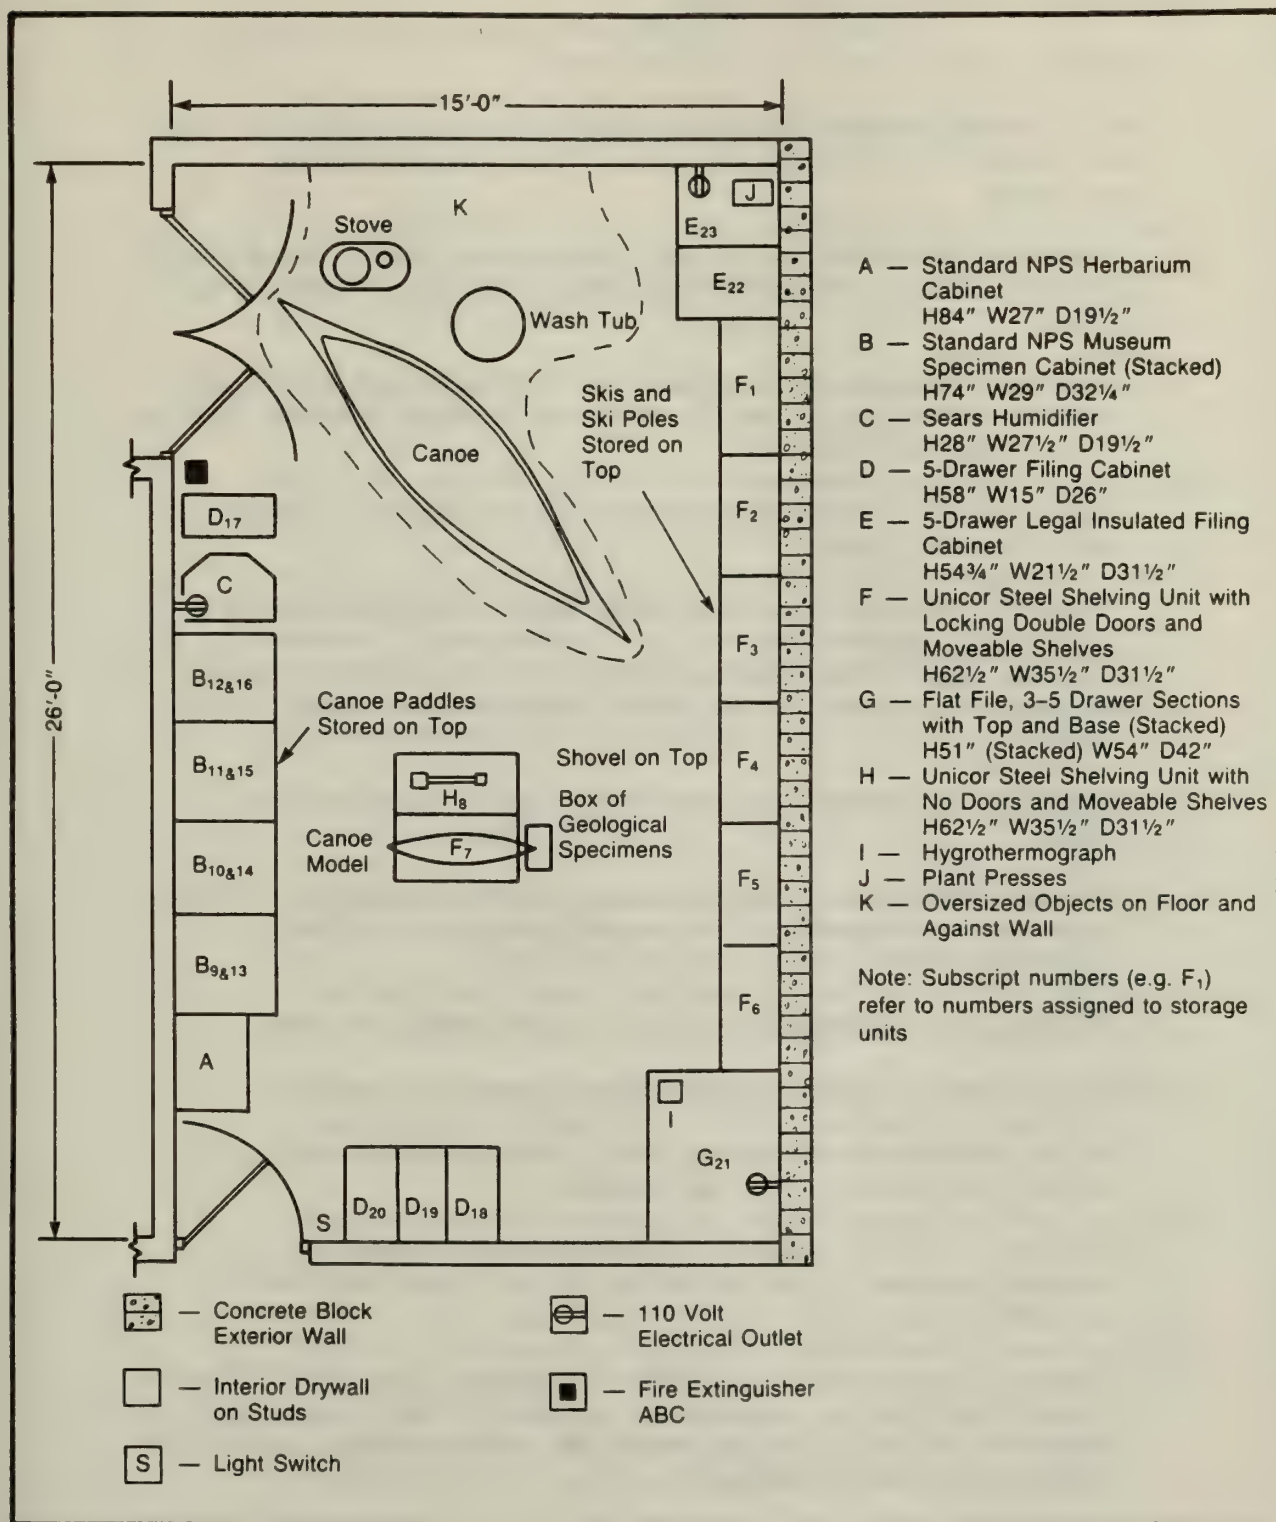 15'-0"
26'-0"
K
Stove
Wash Tub
J
E₂₃
E₂₂
Skis and
Ski Poles
Stored on
Top
Canoe
F₁
F₂
F₃
F₄
F₅
F₆
D₁₇
C
B₁₂&₁₆
B₁₁&₁₅
B₁₀&₁₄
B₉&₁₃
A
Canoe Paddles
Stored on Top
H₈
F₇
Canoe
Model
Shovel on Top
Box of
Geological
Specimens
I
G₂₁
S
D₂₀
D₁₉
D₁₈
A — Standard NPS Herbarium
Cabinet
H84" W27" D19½"
B — Standard NPS Museum
Specimen Cabinet (Stacked)
H74" W29" D32¼"
C — Sears Humidifier
H28" W27½" D19½"
D — 5-Drawer Filing Cabinet
H58" W15" D26"
E — 5-Drawer Legal Insulated Filing
Cabinet
H54¾" W21½" D31½"
F — Unicor Steel Shelving Unit with
Locking Double Doors and
Moveable Shelves
H62½" W35½" D31½"
G — Flat File, 3–5 Drawer Sections
with Top and Base (Stacked)
H51" (Stacked) W54" D42"
H — Unicor Steel Shelving Unit with
No Doors and Moveable Shelves
H62½" W35½" D31½"
I — Hygrothermograph
J — Plant Presses
K — Oversized Objects on Floor and
Against Wall
Note: Subscript numbers (e.g. F₁)
refer to numbers assigned to storage
units
— Concrete Block
Exterior Wall
— Interior Drywall
on Studs
S — Light Switch
— 110 Volt
Electrical Outlet
— Fire Extinguisher
ABC